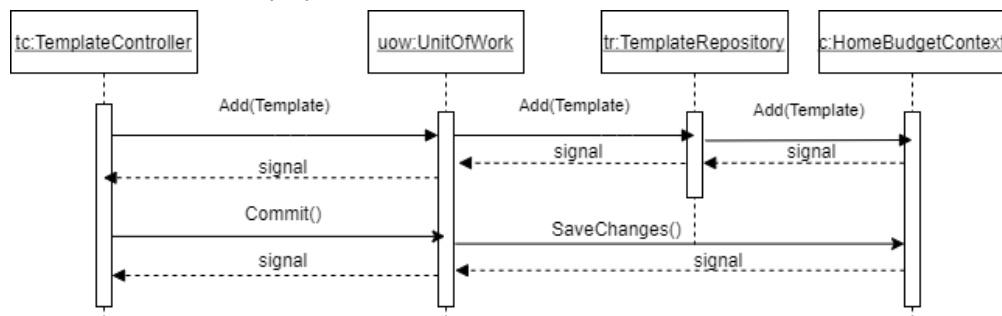 tc:TemplateController
uow:UnitOfWork
tr:TemplateRepository
c:HomeBudgetContext
Add(Template)
Add(Template)
Add(Template)
signal
signal
signal
Commit()
SaveChanges()
signal
signal